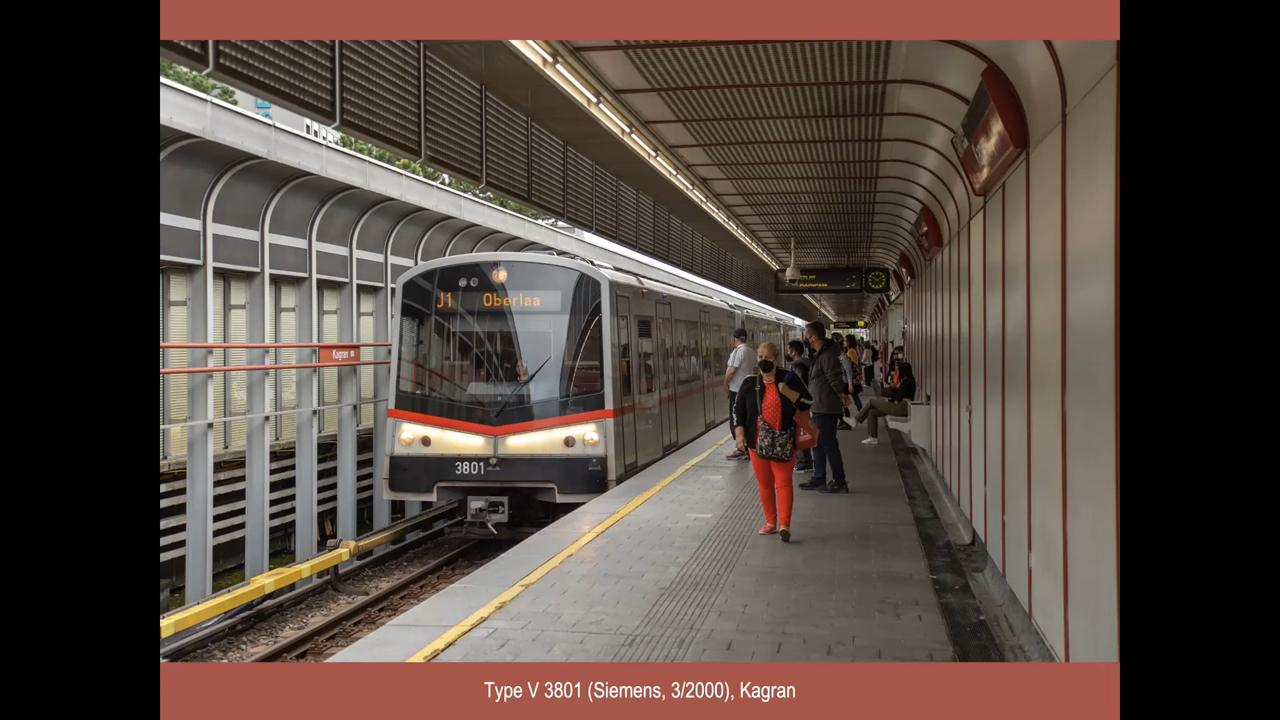 U1 Oberlaa
Kagran
3801
Type V 3801 (Siemens, 3/2000), Kagran